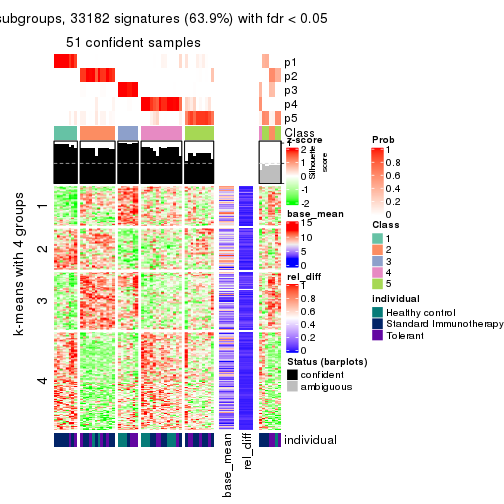 subgroups, 33182 signatures (63.9%) with fdr < 0.05
51 confident samples
p1
p2
p3
p4
p5
Class
k-means with 4 groups
1
2
3
4
z-score
2
1
0
-1
-2
Silhouette
score
base_mean
15
10
5
0
rel_diff
1
0.8
0.6
0.4
0.2
0
Status (barplots)
confident
ambiguous
individual
base_mean
rel_diff
Prob
1
0.8
0.6
0.4
0.2
0
Class
1
2
3
4
5
individual
Healthy control
Standard Immunotherapy
Tolerant